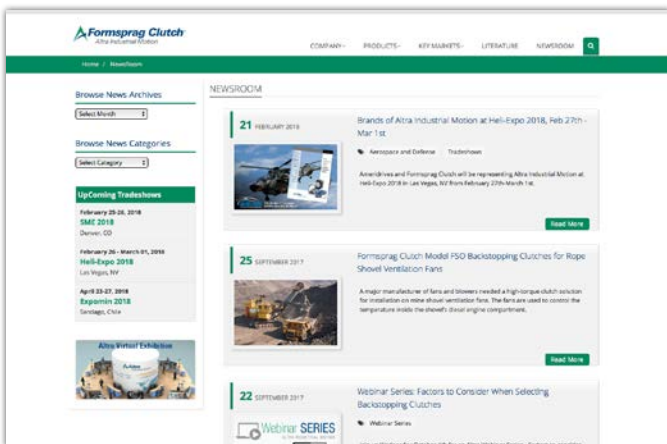 Formsprag Clutch
Altra Industrial Motion
COMPANY
PRODUCTS
KEY MARKETS
LITERATURE
NEWSROOM
Home / NewsRoom
Browse News Archives
Select Month
Browse News Categories
Select Category
UpComing Tradeshows
February 25-28, 2018
SME 2018
Denver, CO
February 26 - March 01, 2018
Heli-Expo 2018
Las Vegas, NV
April 23-27, 2018
Expomin 2018
Santiago, Chile
Altra Virtual Exhibition
Altra
NEWSROOM
21 FEBRUARY 2018
Brands of Altra Industrial Motion at Heli-Expo 2018, Feb 27th -
Mar 1st
Aerospace and Defense Tradeshows
Ameridrives and Formsprag Clutch will be representing Altra Industrial Motion at
Heli-Expo 2018 in Las Vegas, NV from February 27th-March 1st.
Read More
25 SEPTEMBER 2017
Formsprag Clutch Model FSO Backstopping Clutches for Rope
Shovel Ventilation Fans
A major manufacturer of fans and blowers needed a high-torque clutch solution
for installation on mine shovel ventilation fans. The fans are used to control the
temperature inside the shovel's diesel engine compartment.
Read More
22 SEPTEMBER 2017
Webinar Series: Factors to Consider When Selecting
Backstopping Clutches
Webinar Series
Webinar SERIES